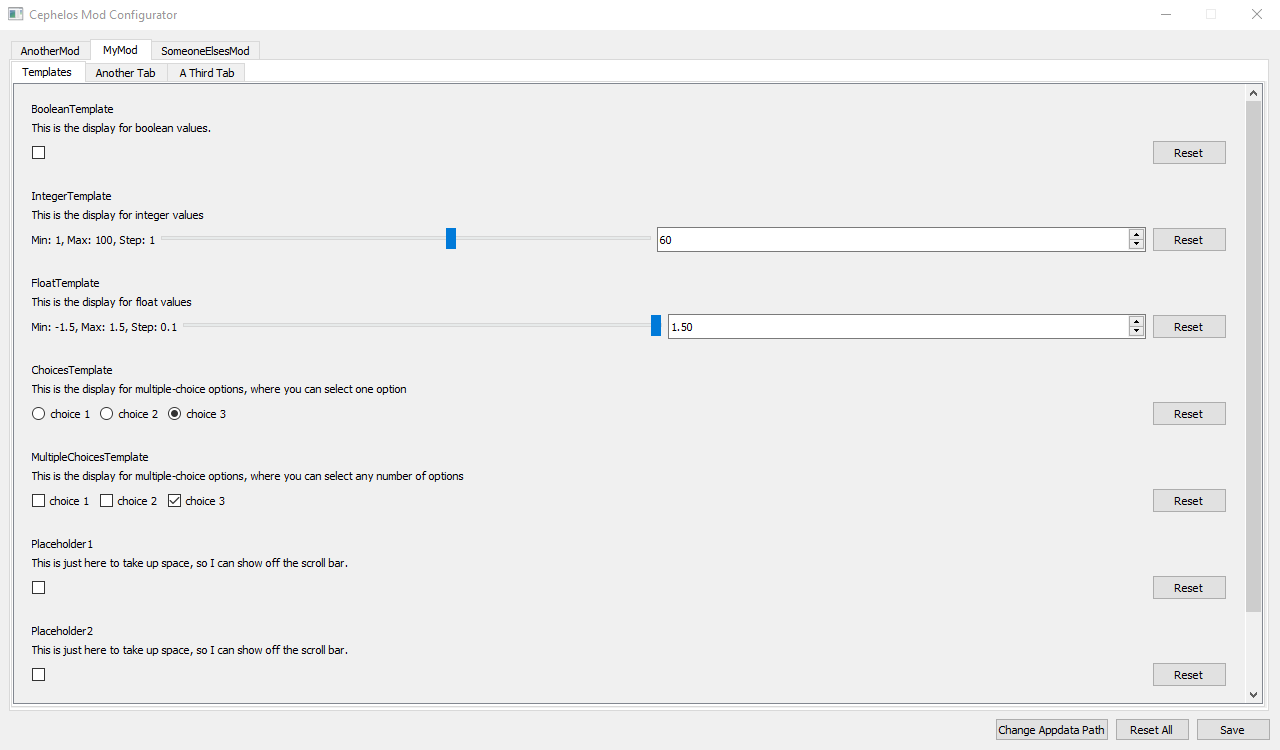 Cephelos Mod Configurator
AnotherMod MyMod SomeoneElsesMod
Templates Another Tab A Third Tab
BooleanTemplate
This is the display for boolean values.
Reset
IntegerTemplate
This is the display for integer values
Min: 1, Max: 100, Step: 1 60 Reset
FloatTemplate
This is the display for float values
Min: -1.5, Max: 1.5, Step: 0.1 1.50 Reset
ChoicesTemplate
This is the display for multiple-choice options, where you can select one option
choice 1 choice 2 choice 3 Reset
MultipleChoicesTemplate
This is the display for multiple-choice options, where you can select any number of options
choice 1 choice 2 choice 3 Reset
Placeholder1
This is just here to take up space, so I can show off the scroll bar.
Reset
Placeholder2
This is just here to take up space, so I can show off the scroll bar.
Reset
Change Appdata Path Reset All Save